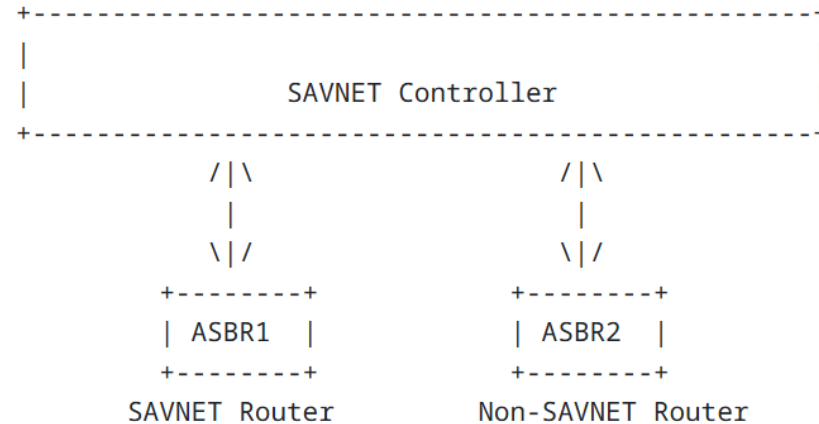 SAVNET Controller
ASBR1 ASBR2
SAVNET Router Non-SAVNET Router